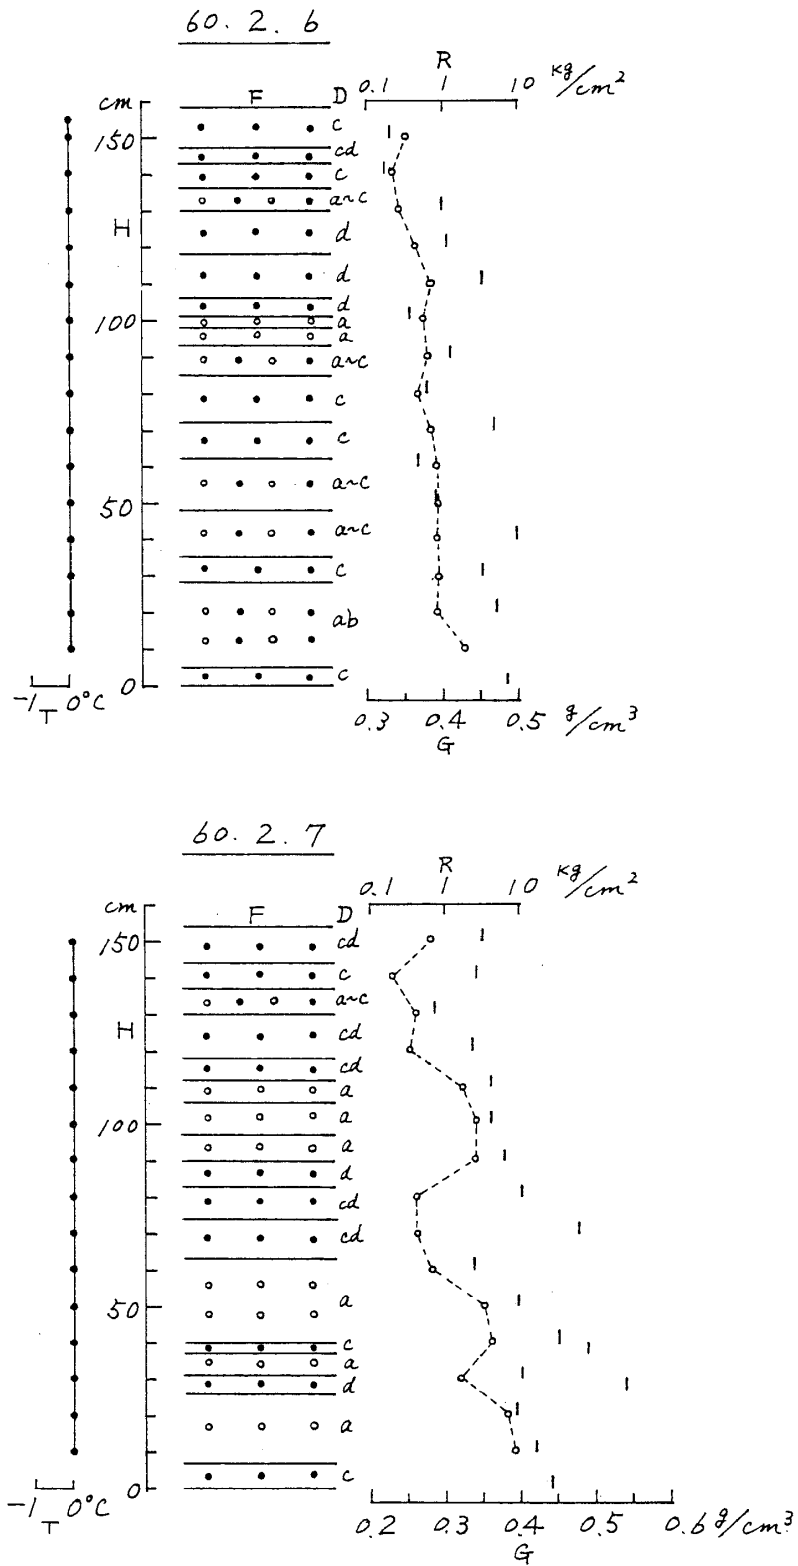 60. 2. 6
R
0.1 1 10 kg/cm²
cm F D
c
150
cd
c
a~c
H d
d
d
100 a
a
a~c
c
c
a~c
50
a~c
c
ab
c
0
-1 T 0°C
0.3 0.4 0.5 g/cm³
G
60. 2. 7
R
0.1 1 10 kg/cm²
cm F D
150 cd
c
a~c
H cd
cd
a
a
100
a
d
cd
cd
a
50
c
a
d
a
c
0
-1 T 0°C
0.2 0.3 0.4 0.5 0.6 g/cm³
G